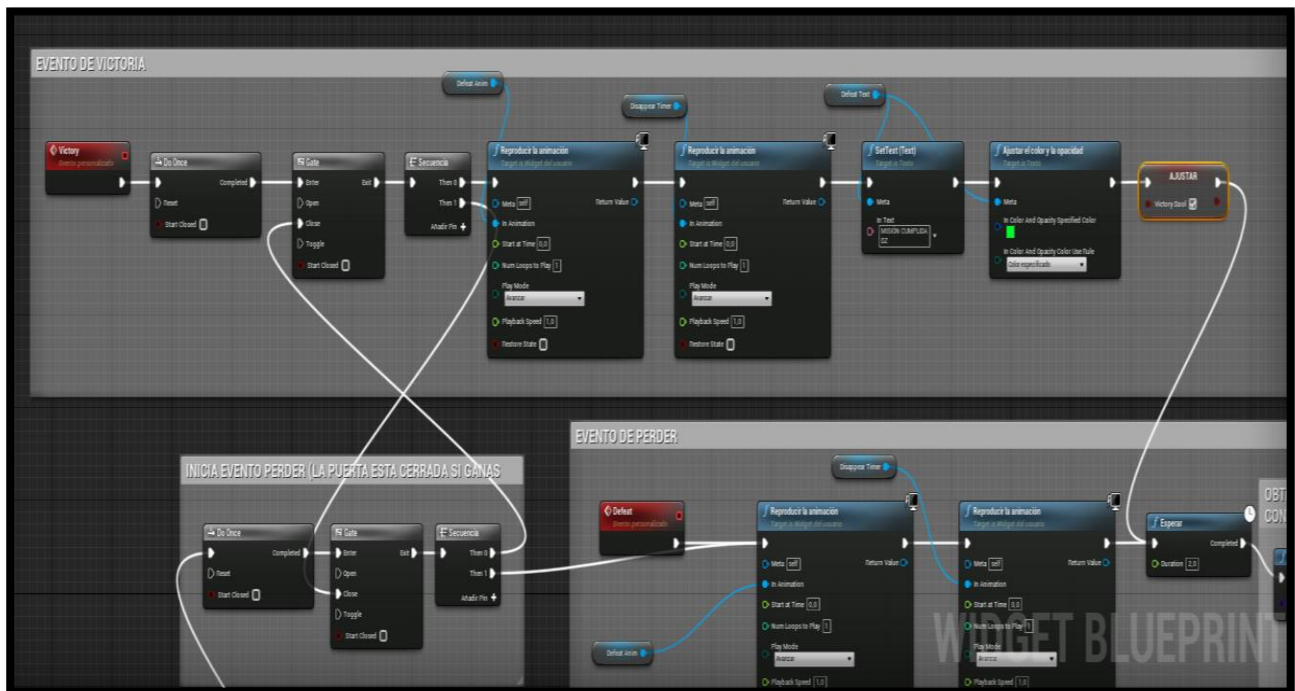 EVENTO DE VICTORIA
Defeat Anim
Disappear Timer
Defeat Text
Victory
Evento personalizado
Do Once
Completed
Reset
Start Closed
Gate
Enter
Exit
Open
Close
Toggle
Start Closed
Secuencia
Then 0
Then 1
Añadir Pin
Reproducir la animación
Target is Widget del usuario
Meta self
Return Value
In Animation
Start at Time 0,0
Num Loops to Play 1
Play Mode
Avanzar
Playback Speed 1,0
Restore State
Reproducir la animación
Target is Widget del usuario
Meta self
Return Value
In Animation
Start at Time 0,0
Num Loops to Play 1
Play Mode
Avanzar
Playback Speed 1,0
Restore State
SetText (Text)
Target is Texto
Meta
In Text
MISIÓN CUMPLIDA
GZ
Ajustar el color y la opacidad
Target is Texto
Meta
In Color And Opacity Specified Color
In Color And Opacity Color Use Rule
Color especificado
AJUSTAR
Victory Bool
INICIA EVENTO PERDER (LA PUERTA ESTA CERRADA SI GANAS
Do Once
Completed
Reset
Start Closed
Gate
Enter
Exit
Open
Close
Toggle
Start Closed
Secuencia
Then 0
Then 1
Añadir Pin
EVENTO DE PERDER
Disappear Timer
Defeat
Evento personalizado
Defeat Anim
Reproducir la animación
Target is Widget del usuario
Meta self
Return Value
In Animation
Start at Time 0,0
Num Loops to Play 1
Play Mode
Avanzar
Playback Speed 1,0
Reproducir la animación
Target is Widget del usuario
Meta self
Return Value
In Animation
Start at Time 0,0
Num Loops to Play 1
Play Mode
Avanzar
Playback Speed 1,0
Esperar
Completed
Duration 2,0
OBT
CON
WIDGET BLUEPRINT